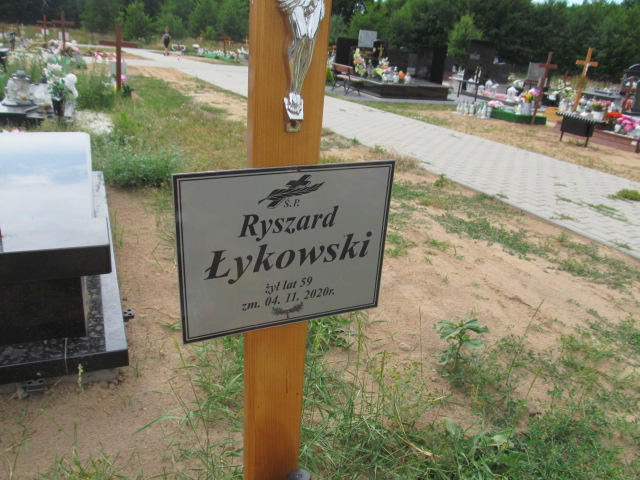 Ś.P.
Ryszard
Łykowski
żył lat 59
zm. 04. 11. 2020r.